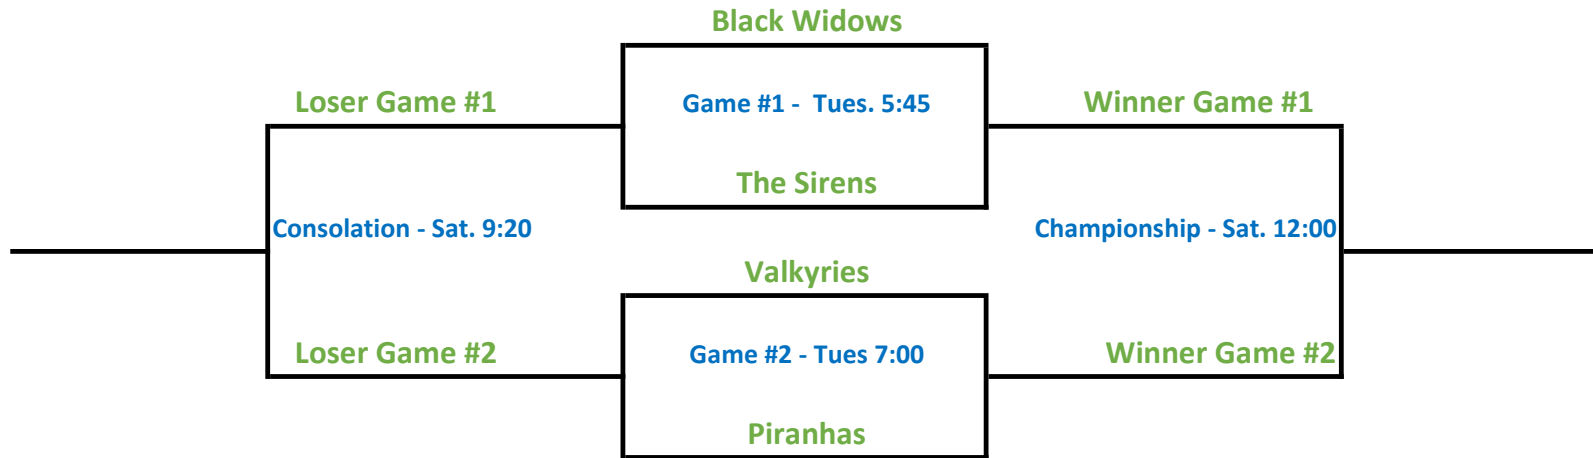 Black Widows
Loser Game #1
Game #1 -  Tues. 5:45
Winner Game #1
The Sirens
Consolation - Sat. 9:20
Championship - Sat. 12:00
Valkyries
Loser Game #2
Game #2 - Tues 7:00
Winner Game #2
Piranhas